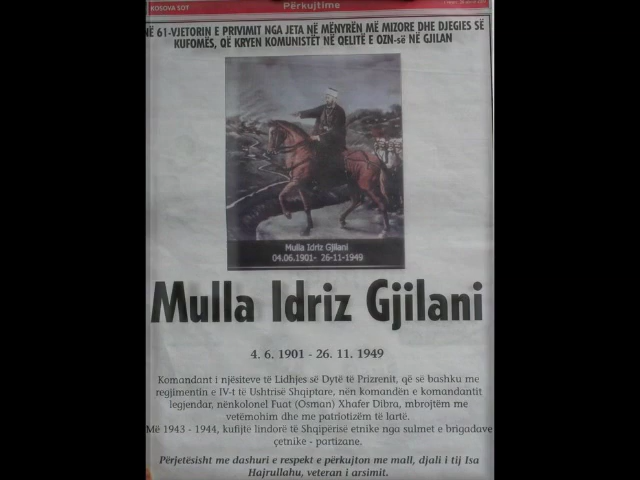 KOSOVA SOT
Përkujtime
NË 61-VJETORIN E PRIVIMIT NGA JETA NË MËNYRËN MË MIZORE DHE DJEGIES SË
KUFOMËS, QË KRYEN KOMUNISTËT NË QELITË E OZN-së NË GJILAN
Mulla Idriz Gjilani
04.06.1901- 26-11-1949
Mulla Idriz Gjilani
4. 6. 1901 - 26. 11. 1949
Komandant i njësiteve të Lidhjes së Dytë të Prizrenit, që së bashku me
regjimentin e IV-t të Ushtrisë Shqiptare, nën komandën e komandantit
legjendar, nënkolonel Fuat (Osman) Xhafer Dibra, mbrojtëm me
vetëmohim dhe me patriotizëm të lartë.
Më 1943 - 1944, kufijtë lindorë të Shqipërisë etnike nga sulmet e brigadave
çetnike - partizane.
Përjetësisht me dashuri e respekt e përkujton me mall, djali i tij Isa
Hajrullahu, veteran i arsimit.